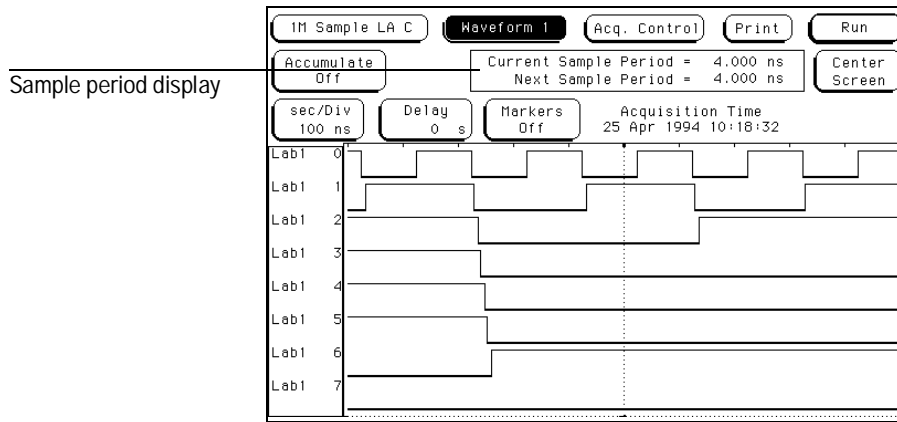 1M Sample LA C Waveform 1 Acq. Control Print Run
Accumulate Off
Current Sample Period = 4.000 ns
Next Sample Period = 4.000 ns
Center Screen
Sample period display
sec/Div 100 ns
Delay 0 s
Markers Off
Acquisition Time
25 Apr 1994 10:18:32
Lab1 0
Lab1 1
Lab1 2
Lab1 3
Lab1 4
Lab1 5
Lab1 6
Lab1 7